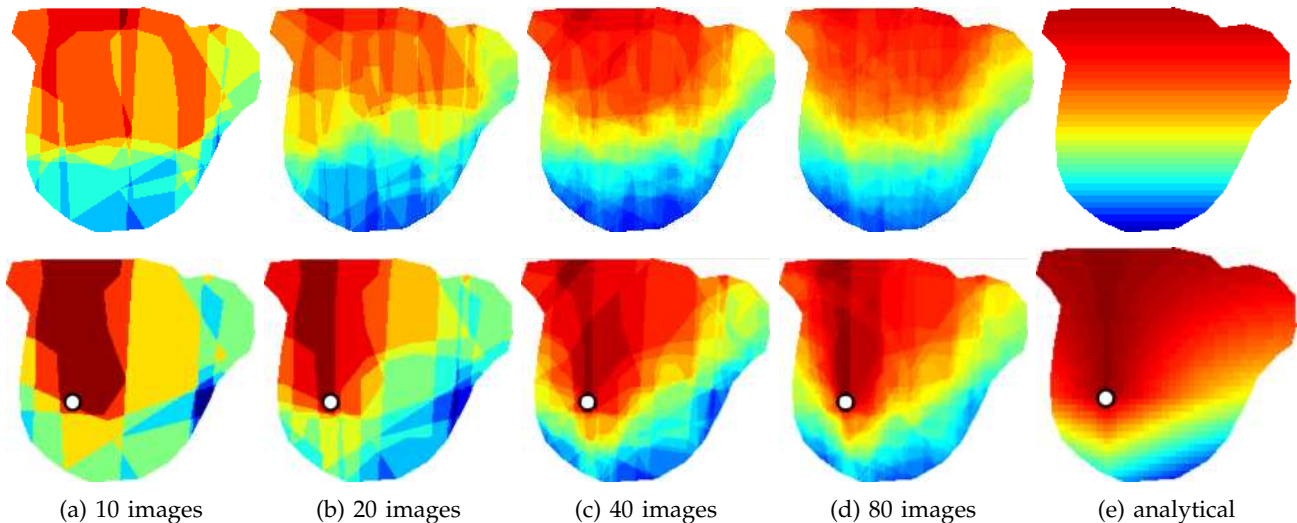 (a) 10 images
(b) 20 images
(c) 40 images
(d) 80 images
(e) analytical